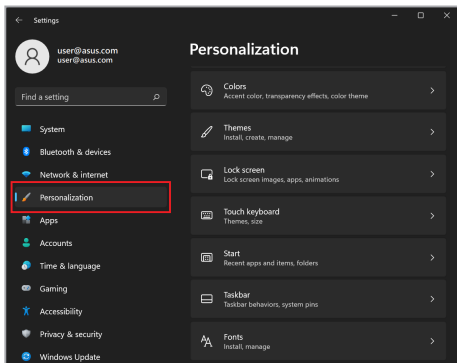 Settings
user@asus.com
user@asus.com
Find a setting
System
Bluetooth & devices
Network & internet
Personalization
Apps
Accounts
Time & language
Gaming
Accessibility
Privacy & security
Windows Update
Personalization
Colors
Accent color, transparency effects, color theme
Themes
Install, create, manage
Lock screen
Lock screen images, apps, animations
Touch keyboard
Themes, size
Start
Recent apps and items, folders
Taskbar
Taskbar behaviors, system pins
Fonts
Install, manage